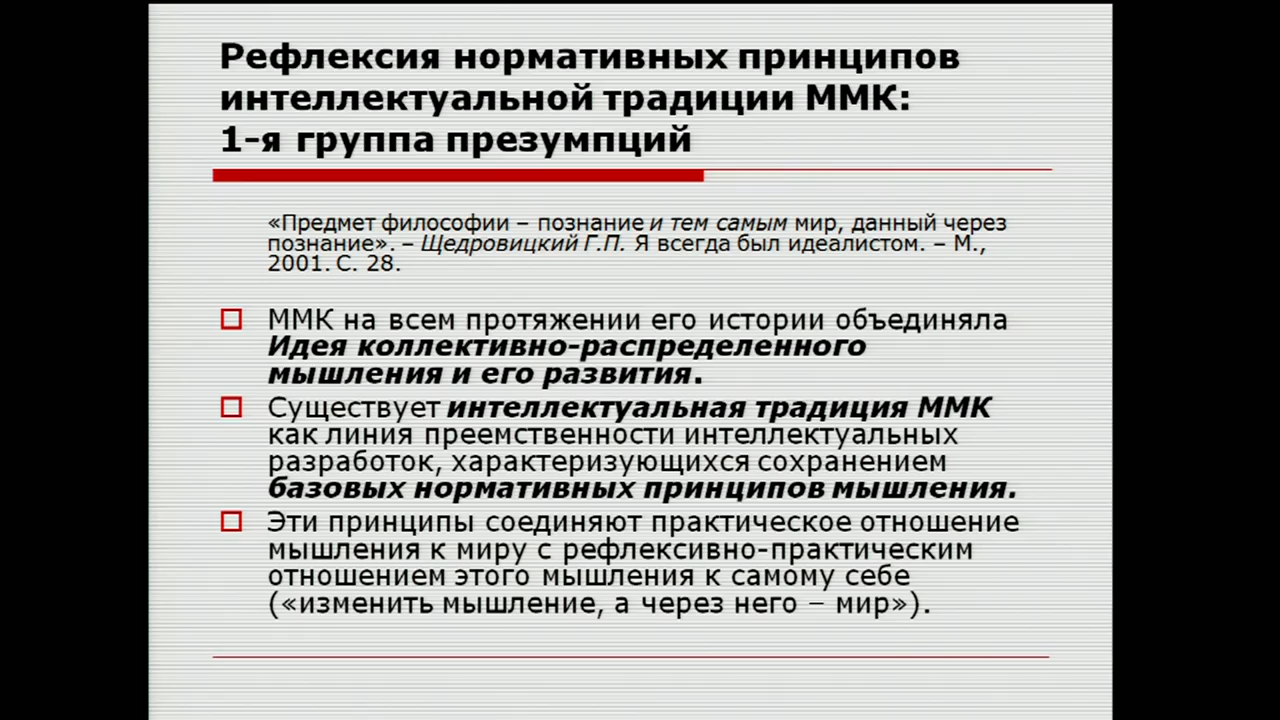 Рефлексия нормативных принципов
интеллектуальной традиции ММК:
1-я группа презумпций
«Предмет философии – познание и тем самым мир, данный через
познание». – Щедровицкий Г.П. Я всегда был идеалистом. – М.,
2001. С. 28.
ММК на всем протяжении его истории объединяла
Идея коллективно-распределенного
мышления и его развития.
Существует интеллектуальная традиция ММК
как линия преемственности интеллектуальных
разработок, характеризующихся сохранением
базовых нормативных принципов мышления.
Эти принципы соединяют практическое отношение
мышления к миру с рефлексивно-практическим
отношением этого мышления к самому себе
(«изменить мышление, а через него – мир»).